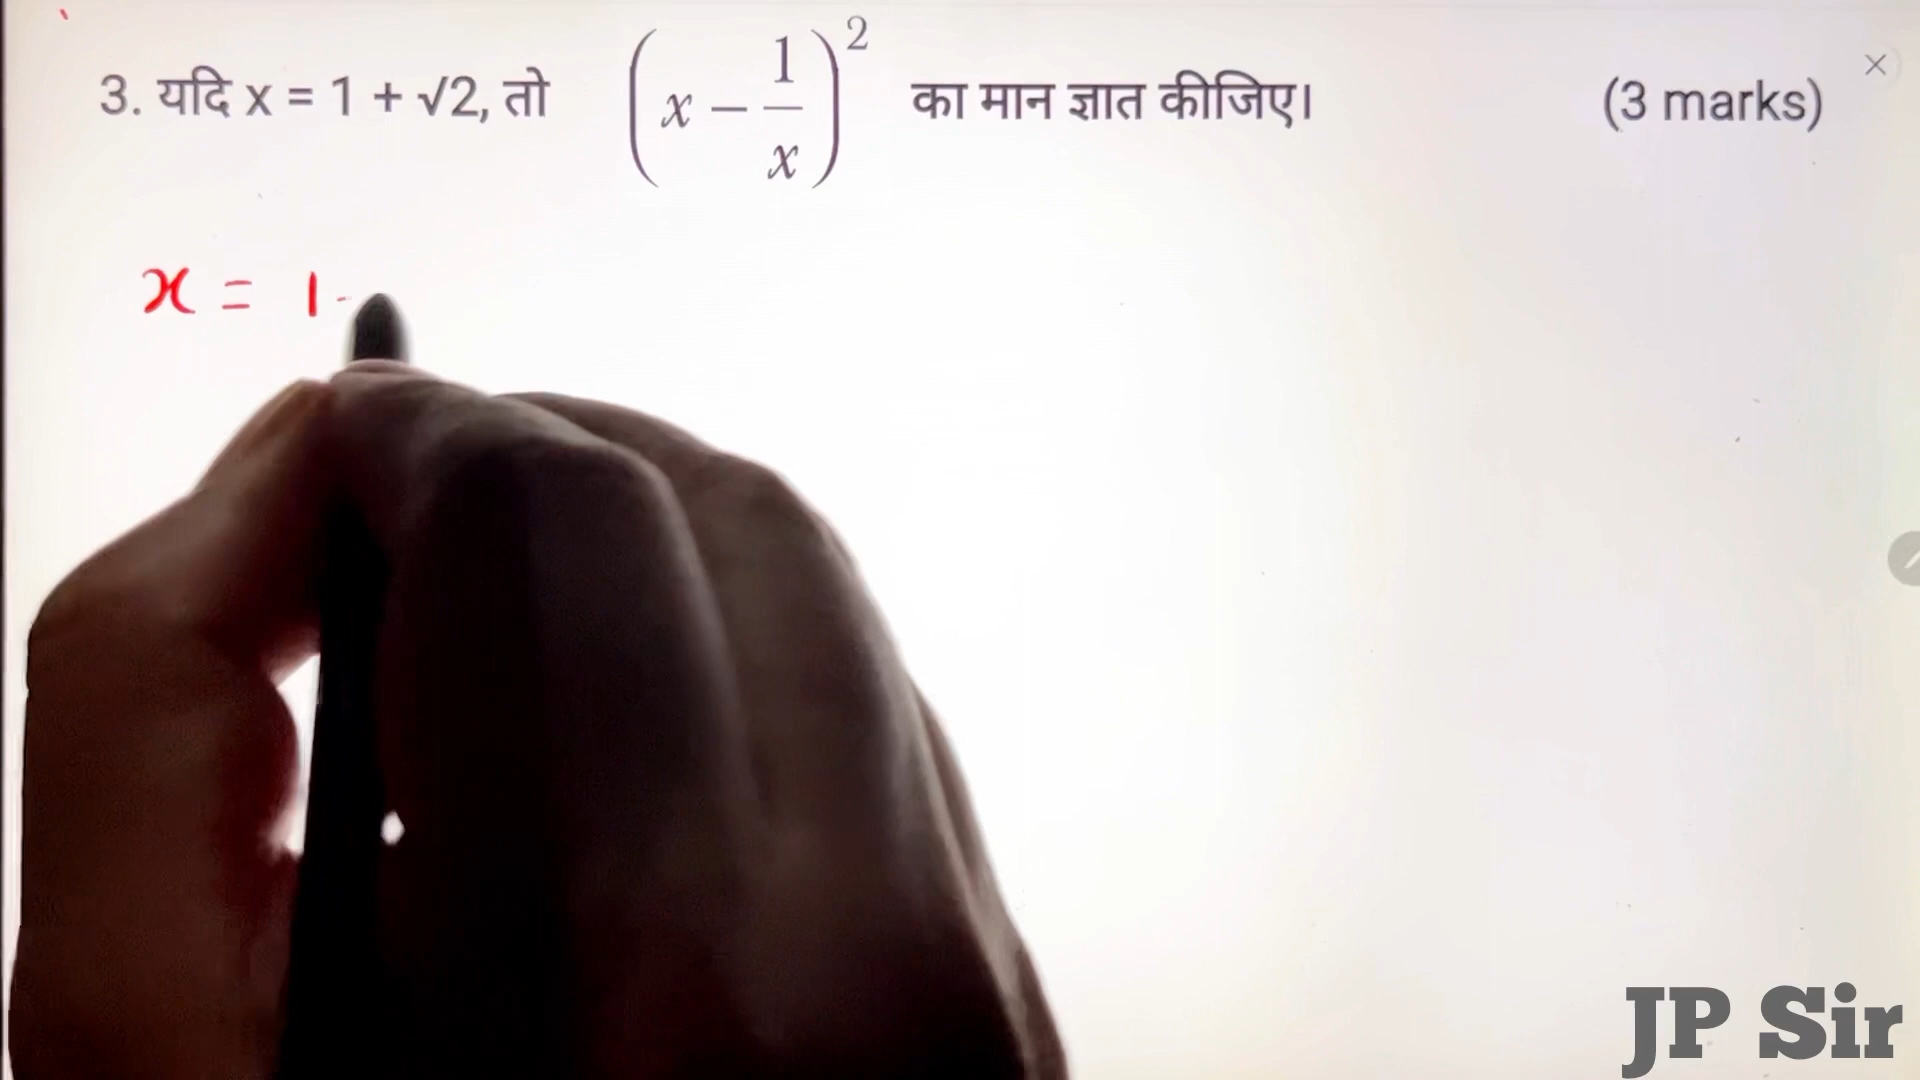 3. यदि x = 1 + √2, तो (x − 1/x)² का मान ज्ञात कीजिए। (3 marks)
x = 1 -
JP Sir